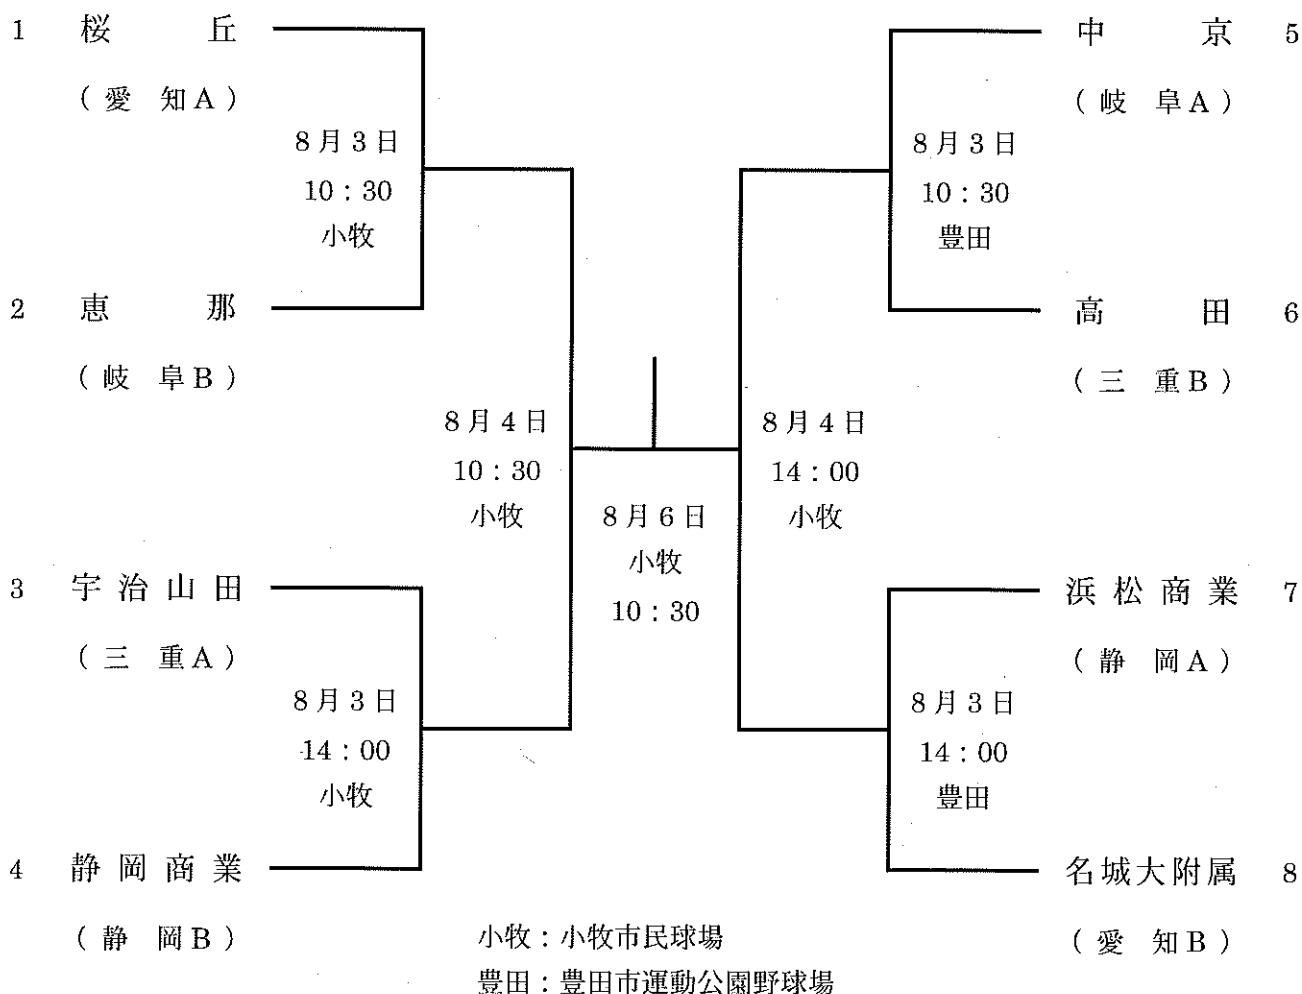 1 桜丘
(愛知A)
8月3日
10:30
小牧
2 恵那
(岐阜B)
8月4日
10:30
小牧
3 宇治山田
(三重A)
8月3日
14:00
小牧
4 静岡商業
(静岡B)
8月6日
小牧
10:30
中京 5
(岐阜A)
8月3日
10:30
豊田
高田 6
(三重B)
8月4日
14:00
小牧
浜松商業 7
(静岡A)
8月3日
14:00
豊田
名城大附属 8
(愛知B)
小牧:小牧市民球場
豊田:豊田市運動公園野球場